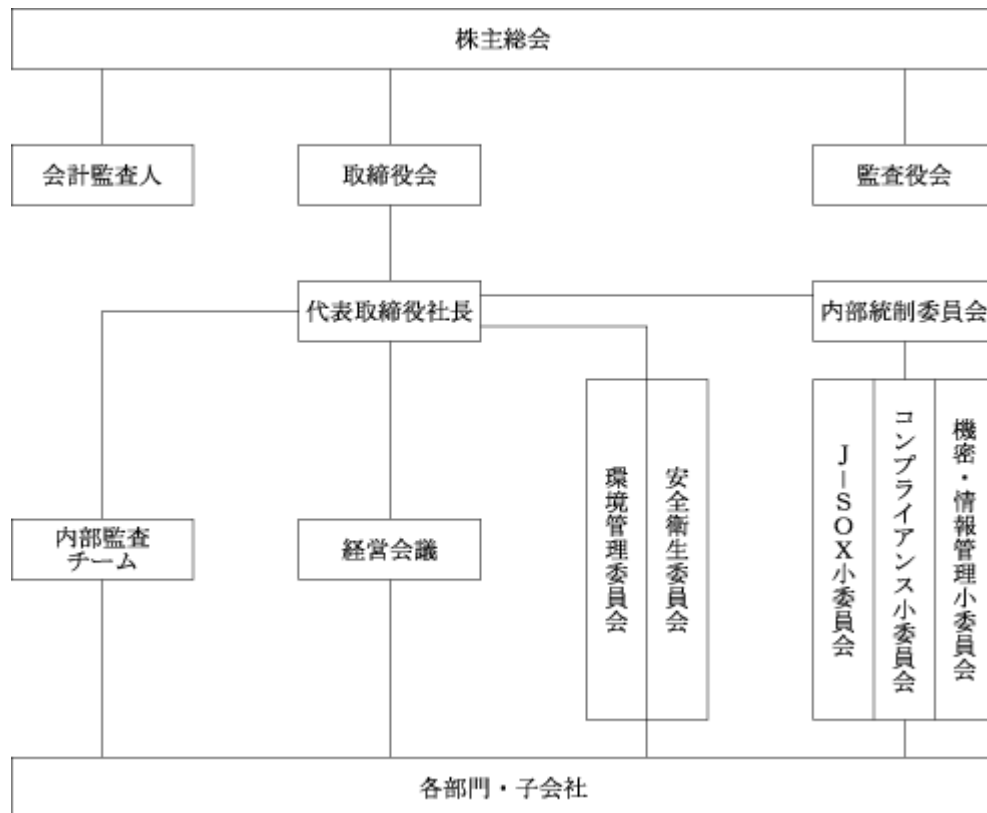 株主総会
会計監査人
取締役会
監査役会
代表取締役社長
内部統制委員会
環境管理委員会
安全衛生委員会
J－SOX小委員会
コンプライアンス小委員会
機密・情報管理小委員会
内部監査
チーム
経営会議
各部門・子会社